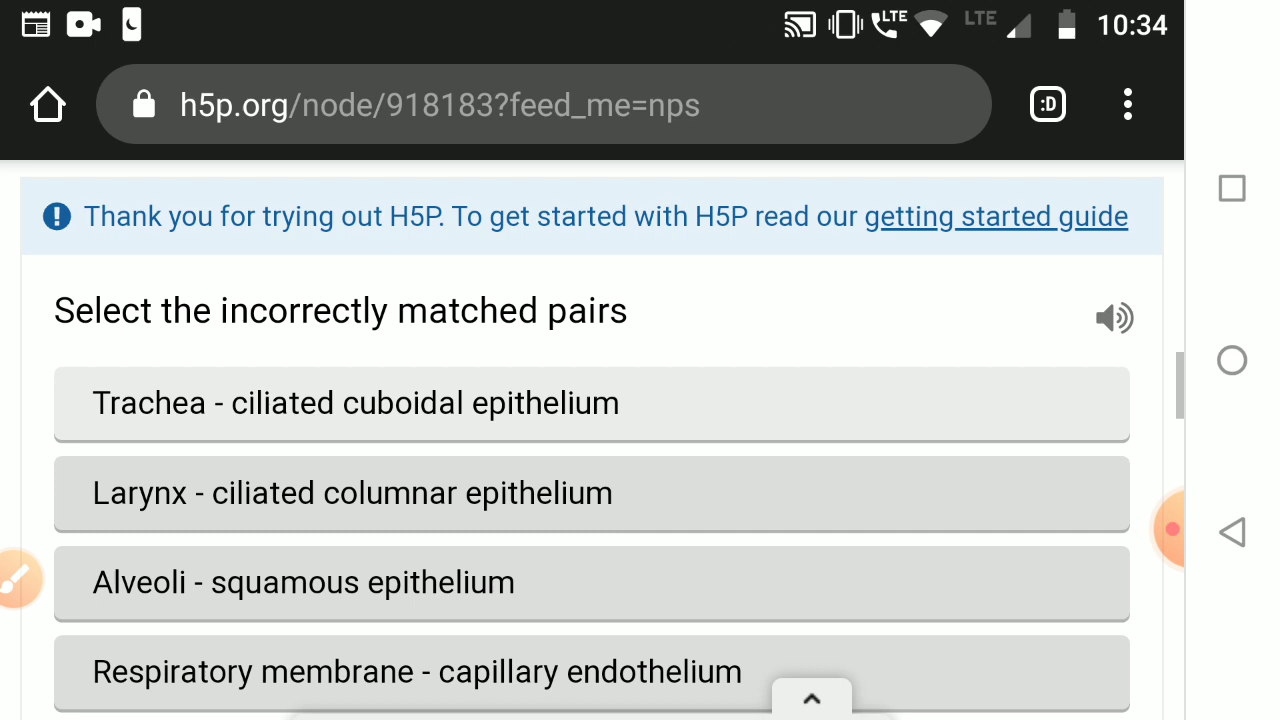 LTE LTE 10:34
h5p.org/node/918183?feed_me=nps :D
Thank you for trying out H5P. To get started with H5P read our getting started guide
Select the incorrectly matched pairs
Trachea - ciliated cuboidal epithelium
Larynx - ciliated columnar epithelium
Alveoli - squamous epithelium
Respiratory membrane - capillary endothelium